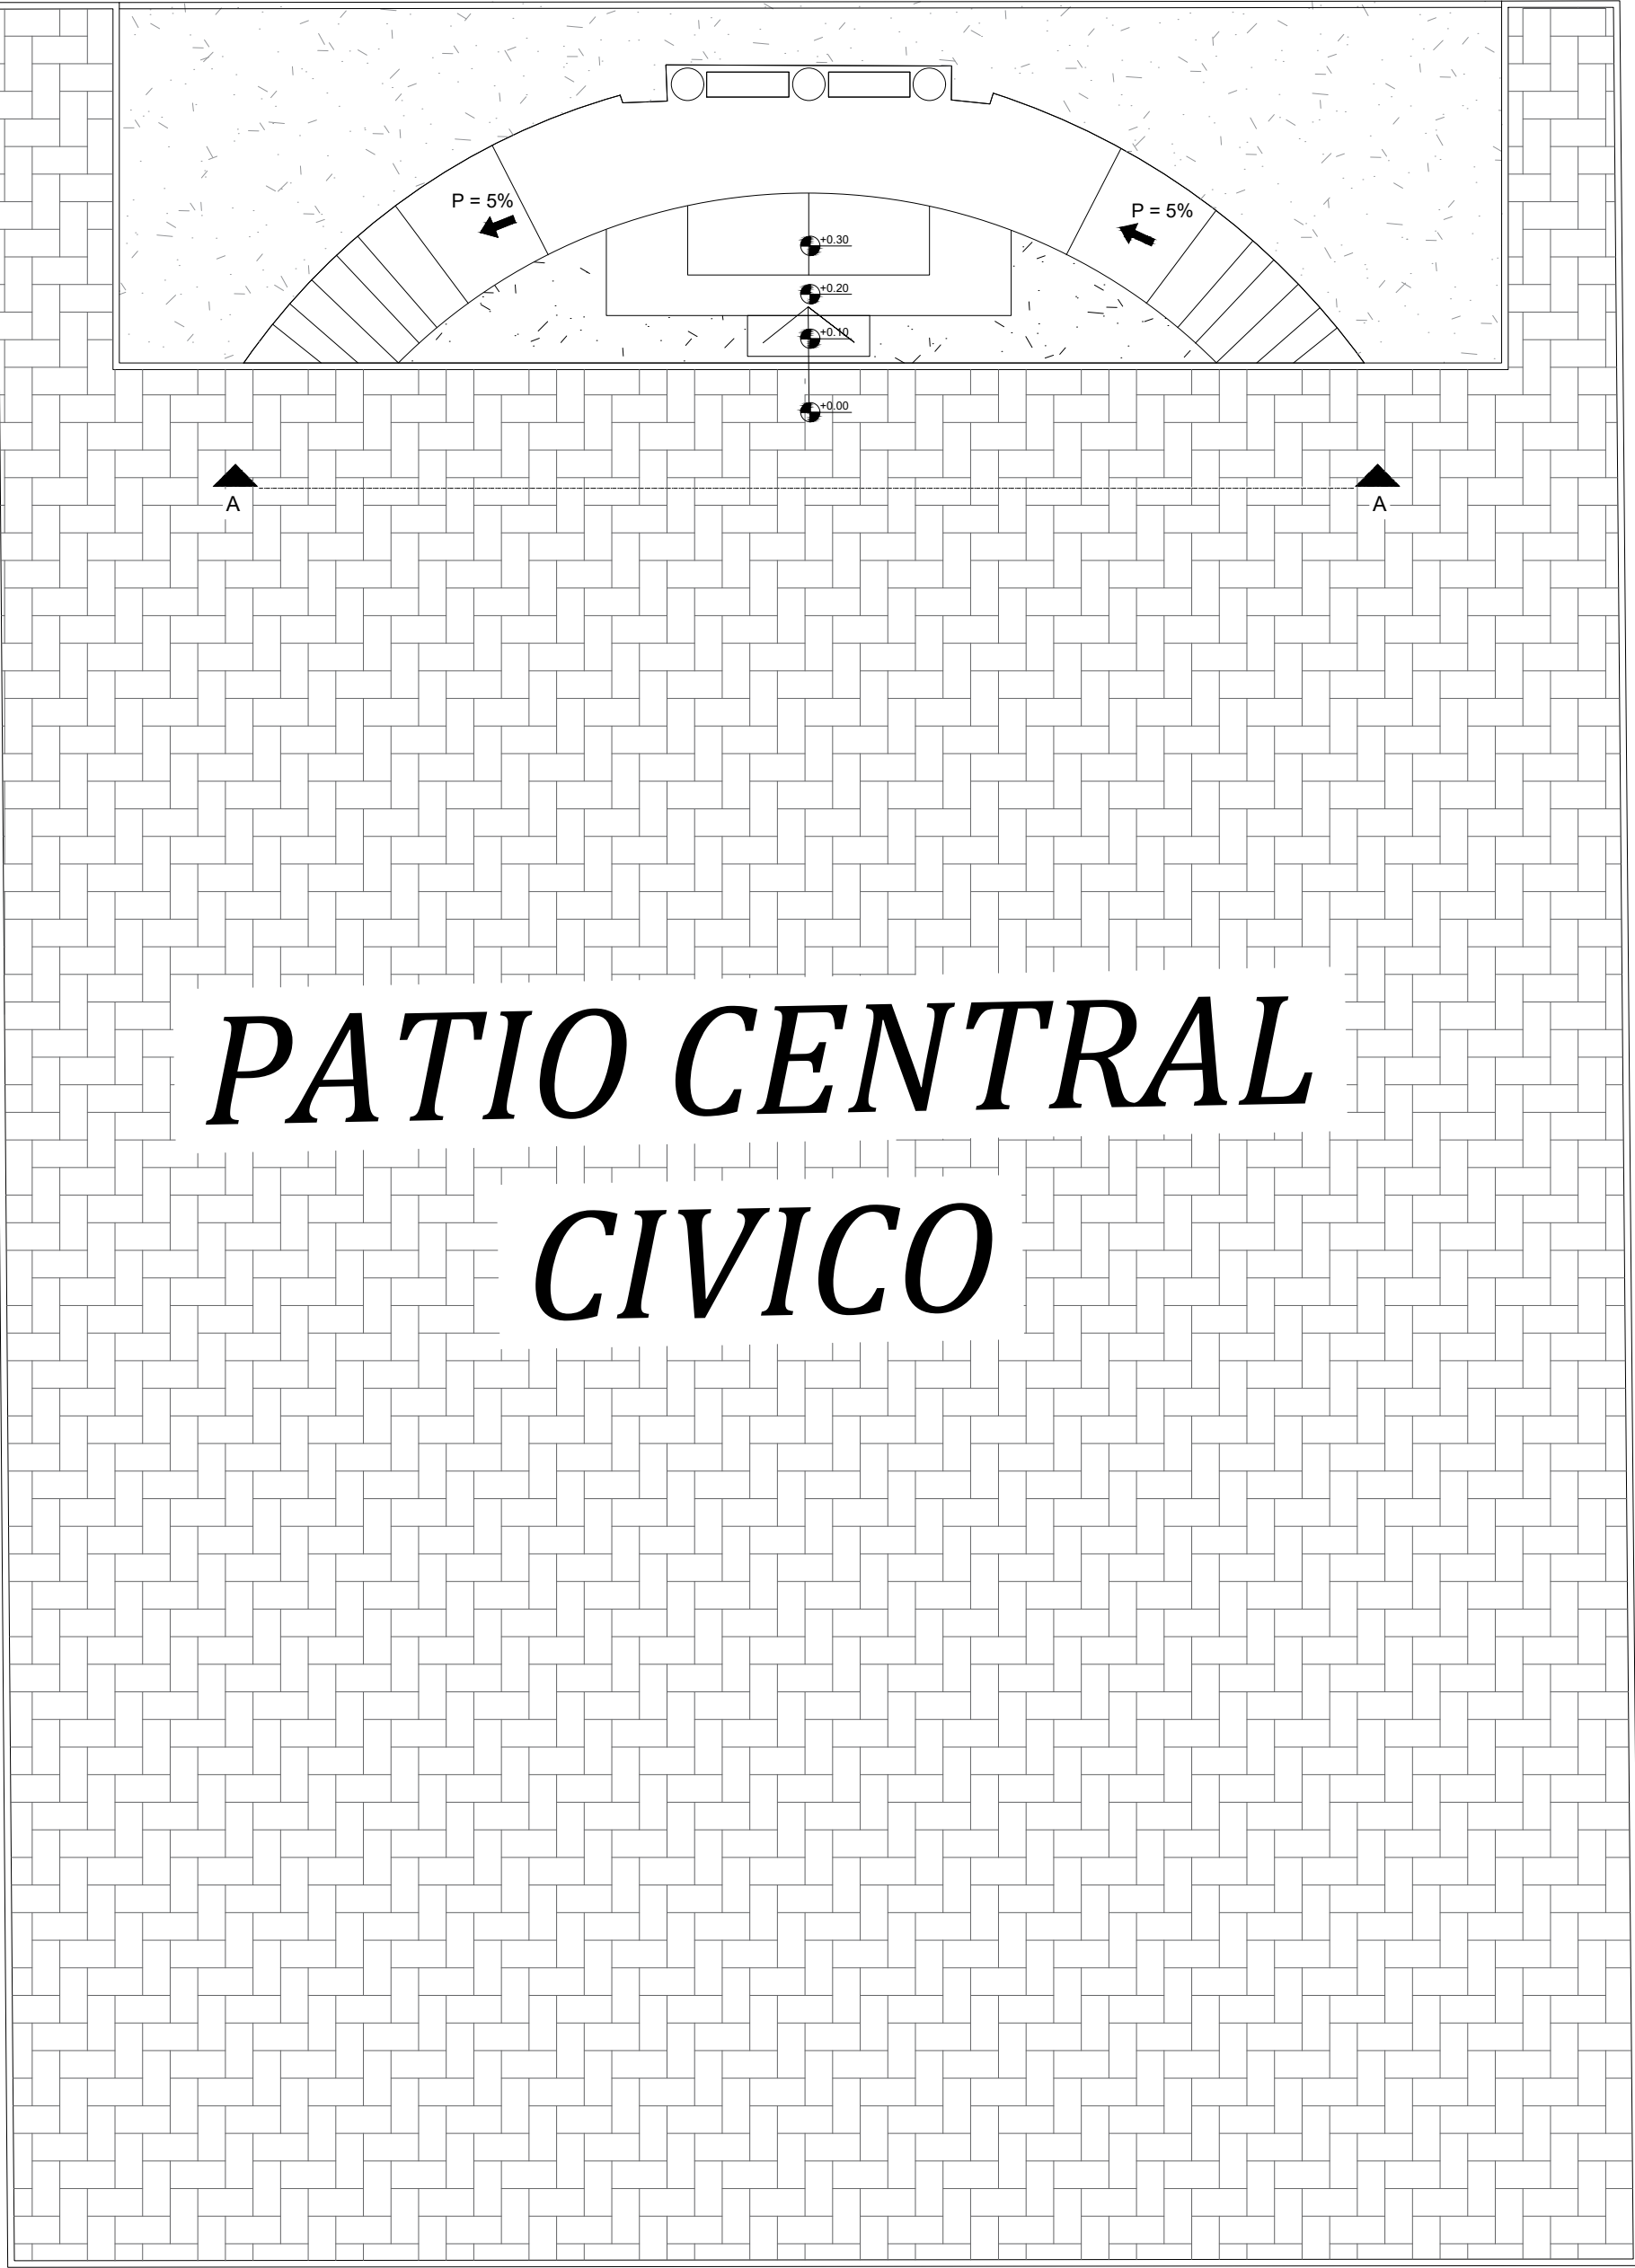 P = 5%
P = 5%
+0.30
+0.20
+0.10
+0.00
A
A
PATIO CENTRAL
CIVICO